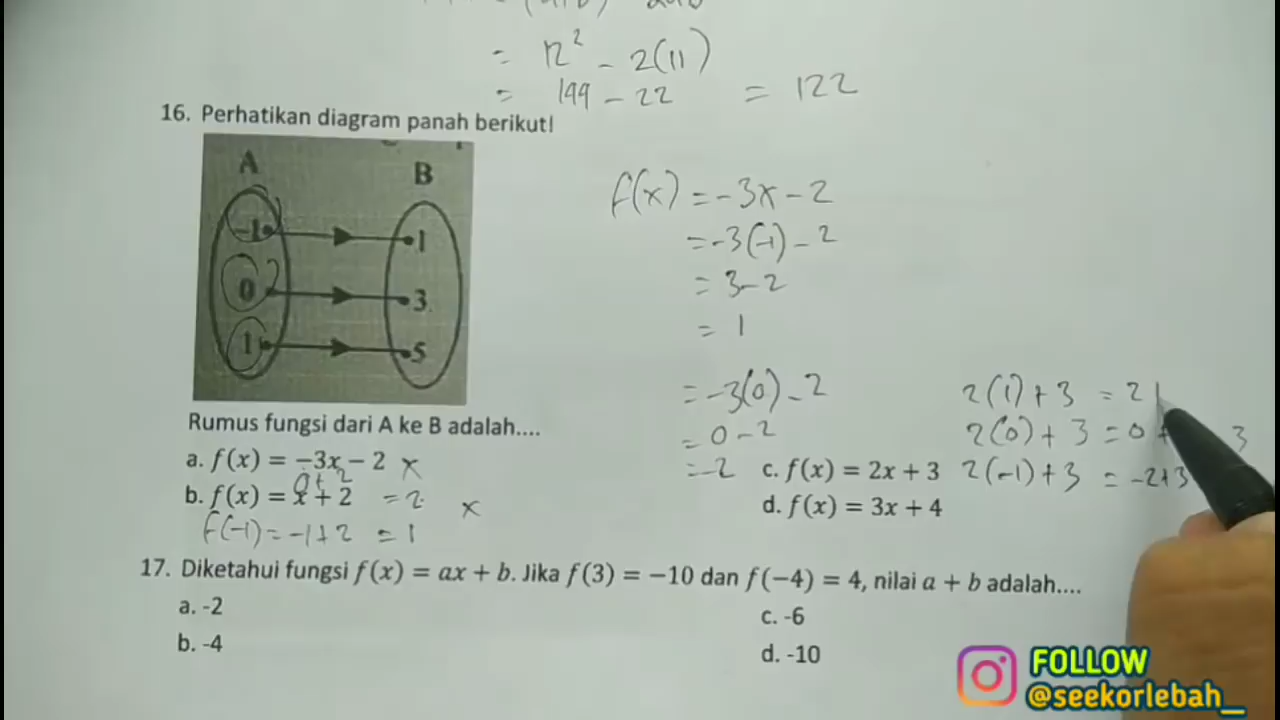 = 12² - 2(11)
= 144 - 22 = 122
16. Perhatikan diagram panah berikut!
A B
-1 1
0 3
1 5
f(x) = -3x - 2
= -3(-1) - 2
= 3 - 2
= 1
= -3(0) - 2
= 0 - 2
= -2
2(1) + 3 = 2
2(0) + 3 = 0 + 3
2(-1) + 3 = -2+3
Rumus fungsi dari A ke B adalah....
a. f(x) = -3x - 2 x
0 + 2
b. f(x) = x + 2 = 2 x
f(-1) = -1+2 = 1
c. f(x) = 2x + 3
d. f(x) = 3x + 4
17. Diketahui fungsi f(x) = ax + b. Jika f(3) = -10 dan f(-4) = 4, nilai a + b adalah....
a. -2
b. -4
c. -6
d. -10
FOLLOW
@seekorlebah_